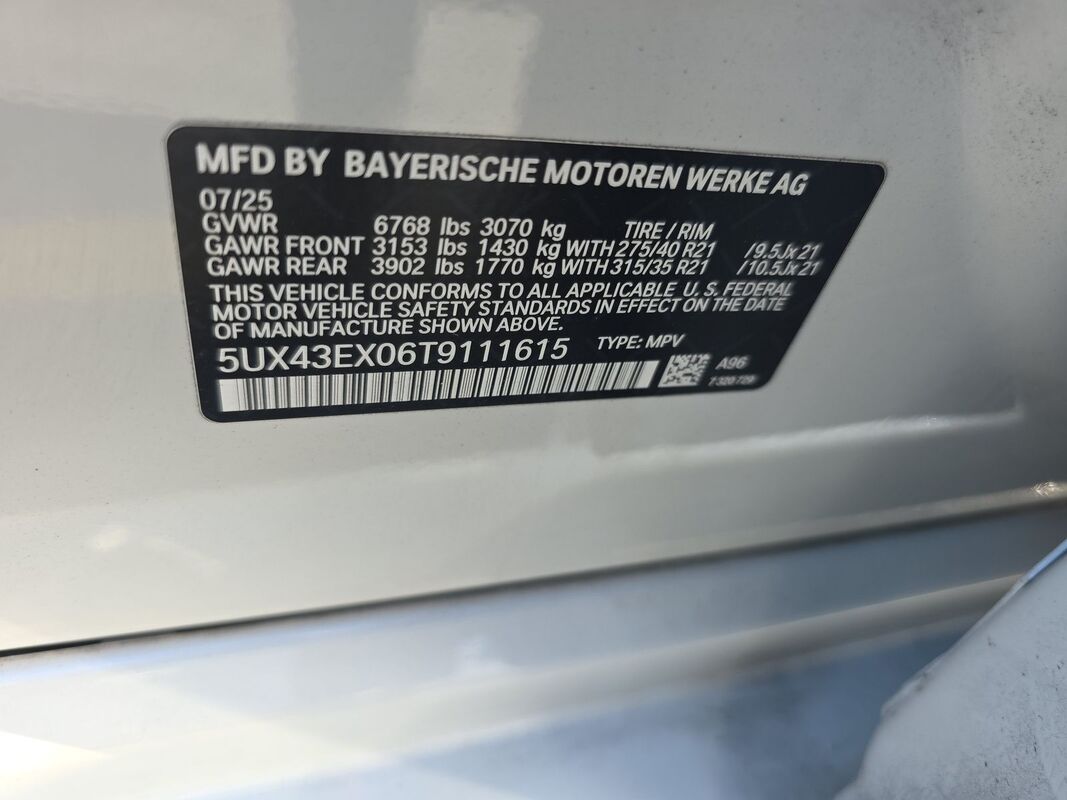 MFD BY BAYERISCHE MOTOREN WERKE AG
07/25
GVWR 6768 lbs 3070 kg TIRE / RIM
GAWR FRONT 3153 lbs 1430 kg WITH 275/40 R21 / 9.5Jx21
GAWR REAR 3902 lbs 1770 kg WITH 315/35 R21 / 10.5Jx21
THIS VEHICLE CONFORMS TO ALL APPLICABLE U.S. FEDERAL
MOTOR VEHICLE SAFETY STANDARDS IN EFFECT ON THE DATE
OF MANUFACTURE SHOWN ABOVE.
5UX43EX06T9111615 TYPE: MPV
A96
7 320 729